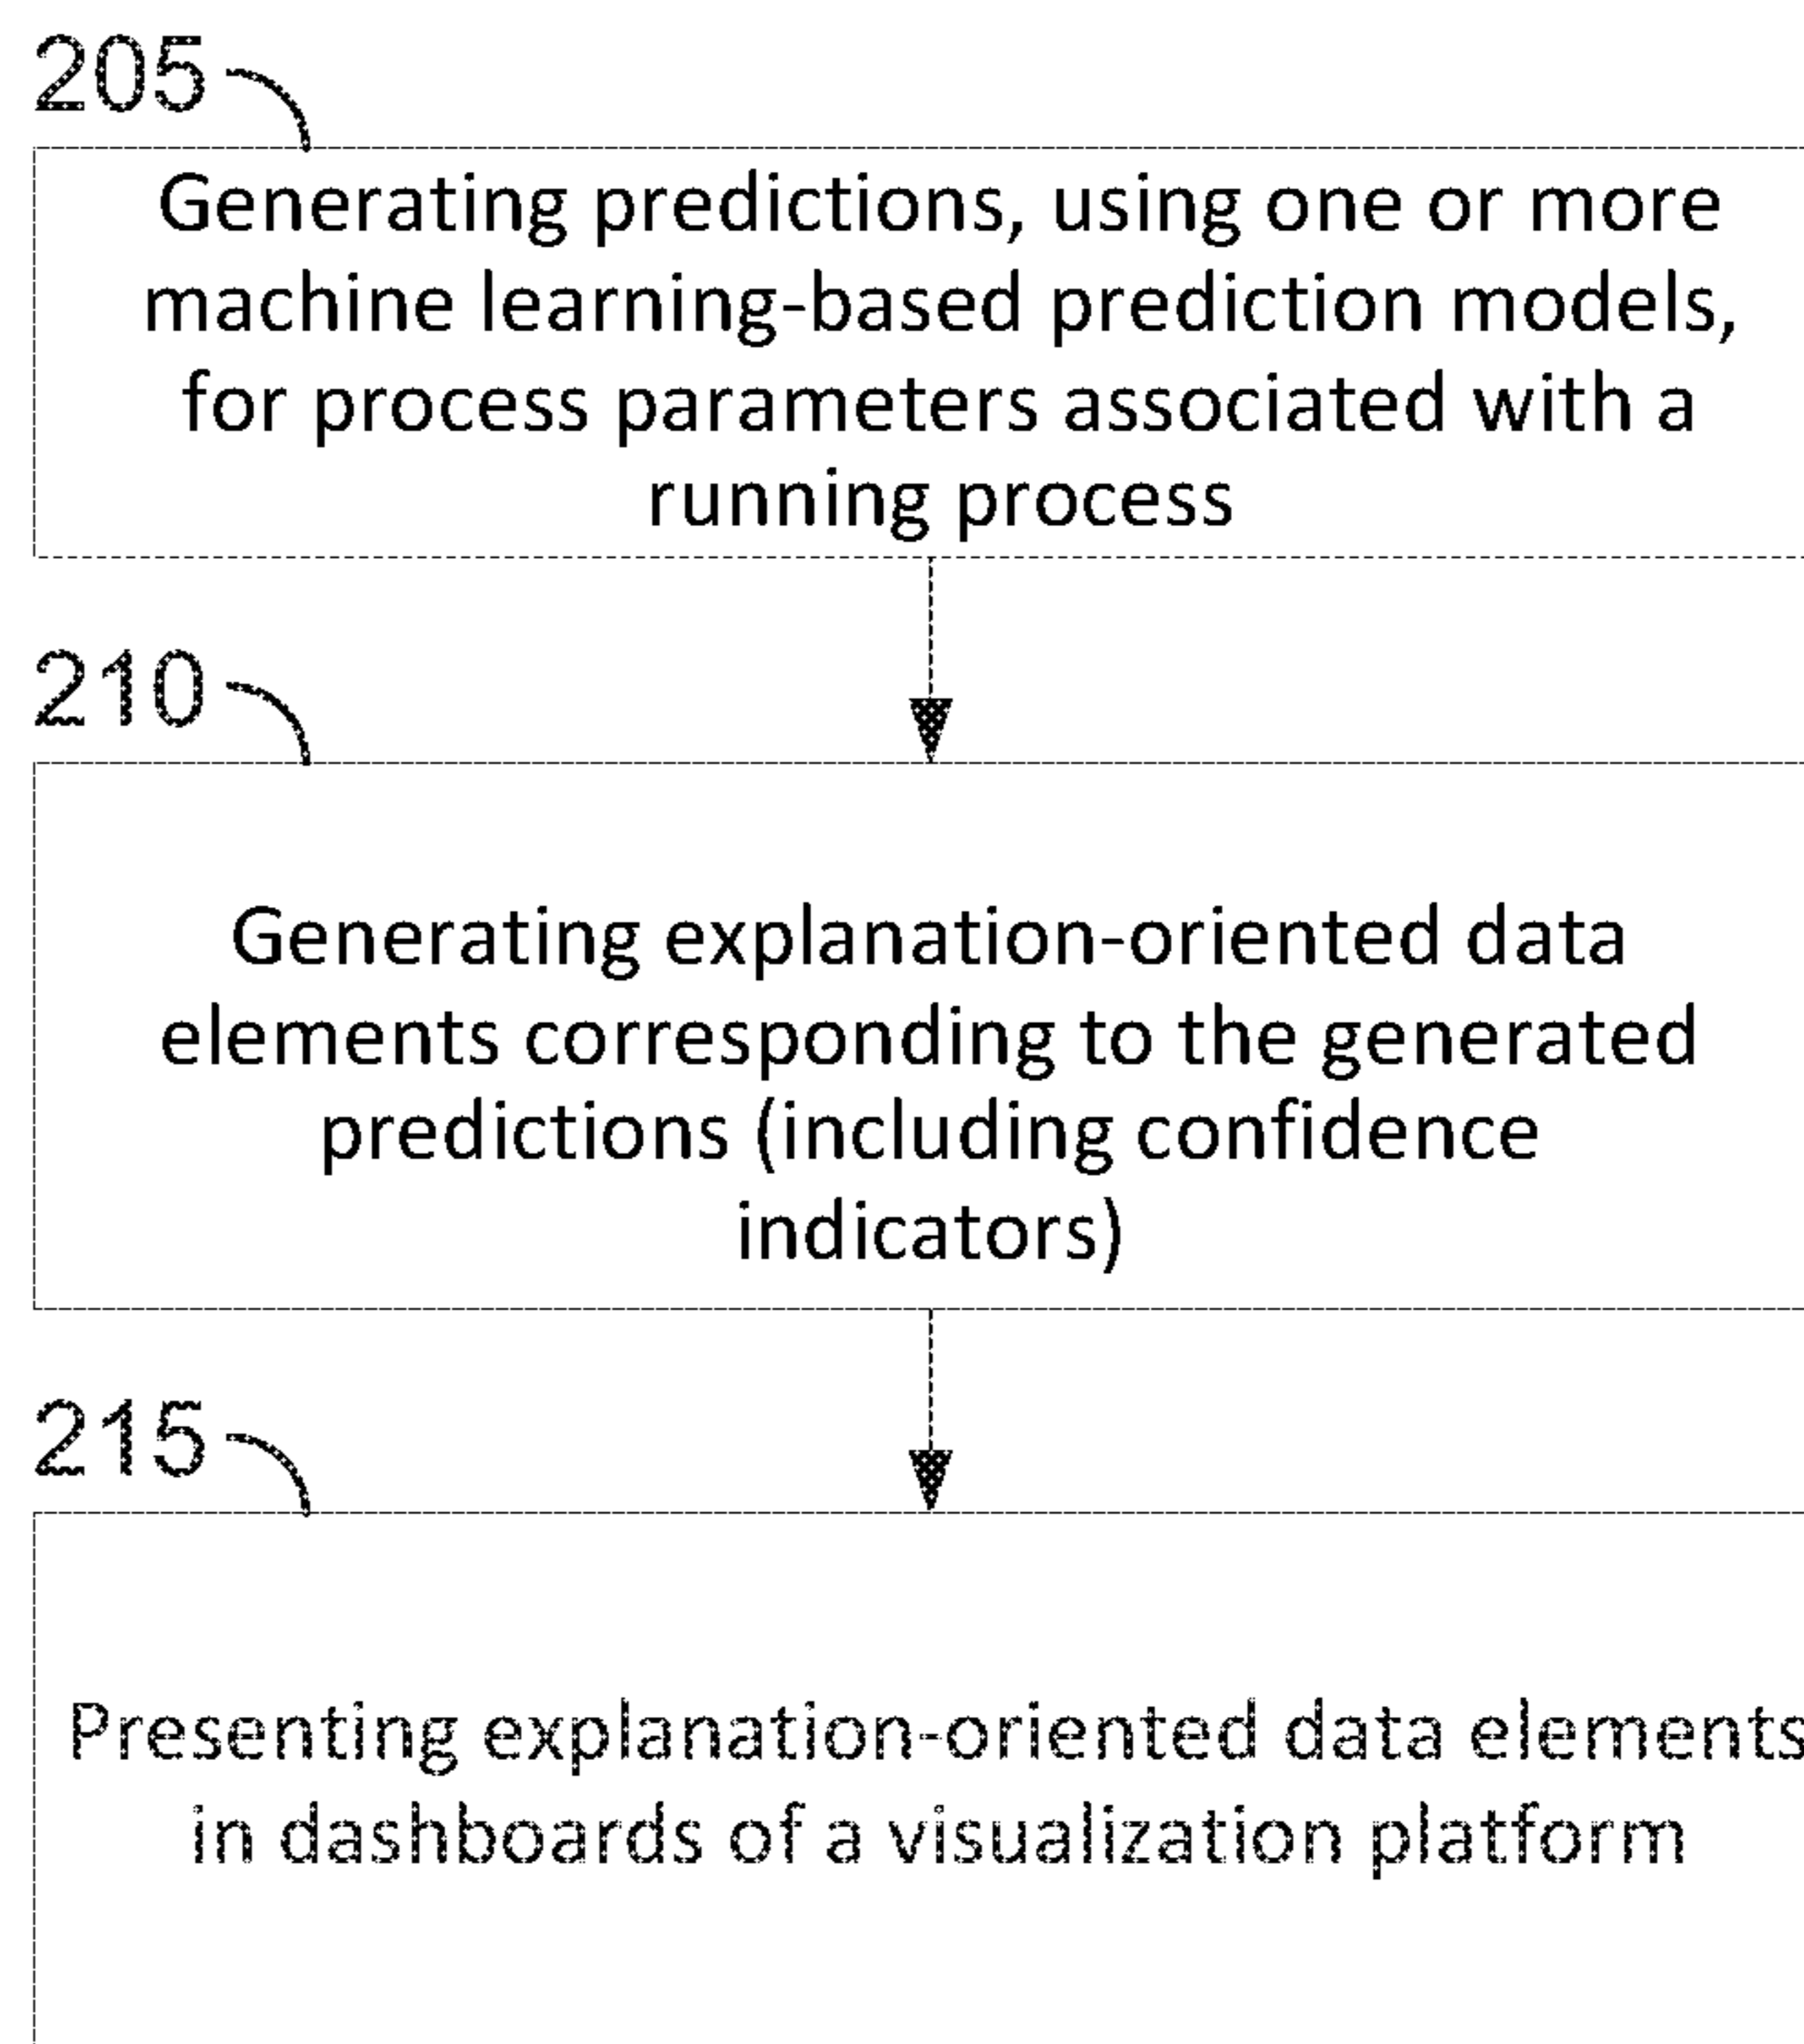 205
Generating predictions, using one or more
machine learning-based prediction models,
for process parameters associated with a
running process
210
Generating explanation-oriented data
elements corresponding to the generated
predictions (including confidence
indicators)
215
Presenting explanation-oriented data elements
in dashboards of a visualization platform